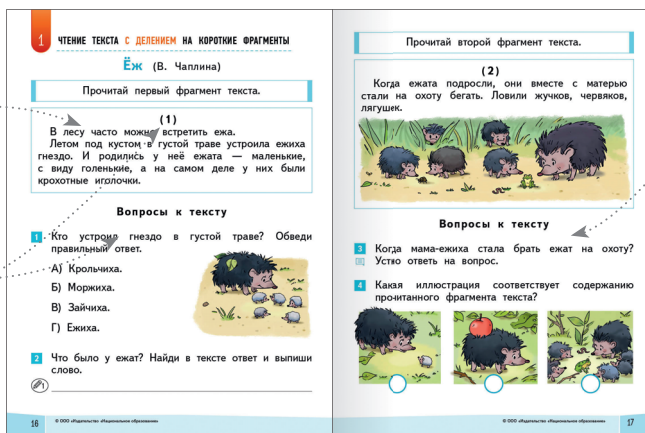 1
ЧТЕНИЕ ТЕКСТА С ДЕЛЕНИЕМ НА КОРОТКИЕ ФРАГМЕНТЫ
Ёж (В. Чаплина)
Прочитай первый фрагмент текста.
(1)
В лесу часто можно встретить ежа.
Летом под кустом в густой траве устроила ежиха
гнездо. И родились у неё ежата — маленькие,
с виду голенькие, а на самом деле у них были
крохотные иголочки.
Вопросы к тексту
1 Кто устроил гнездо в густой траве? Обведи
правильный ответ.
А) Крольчиха.
Б) Моржиха.
В) Зайчиха.
Г) Ежиха.
2 Что было у ежат? Найди в тексте ответ и выпиши
слово.
1
16
© ООО «Издательство «Национальное образование»
Прочитай второй фрагмент текста.
(2)
Когда ежата подросли, они вместе с матерью
стали на охоту бегать. Ловили жучков, червяков,
лягушек.
Вопросы к тексту
3 Когда мама-ежиха стала брать ежат на охоту?
Устно ответь на вопрос.
4 Какая иллюстрация соответствует содержанию
прочитанного фрагмента текста?
© ООО «Издательство «Национальное образование»
17